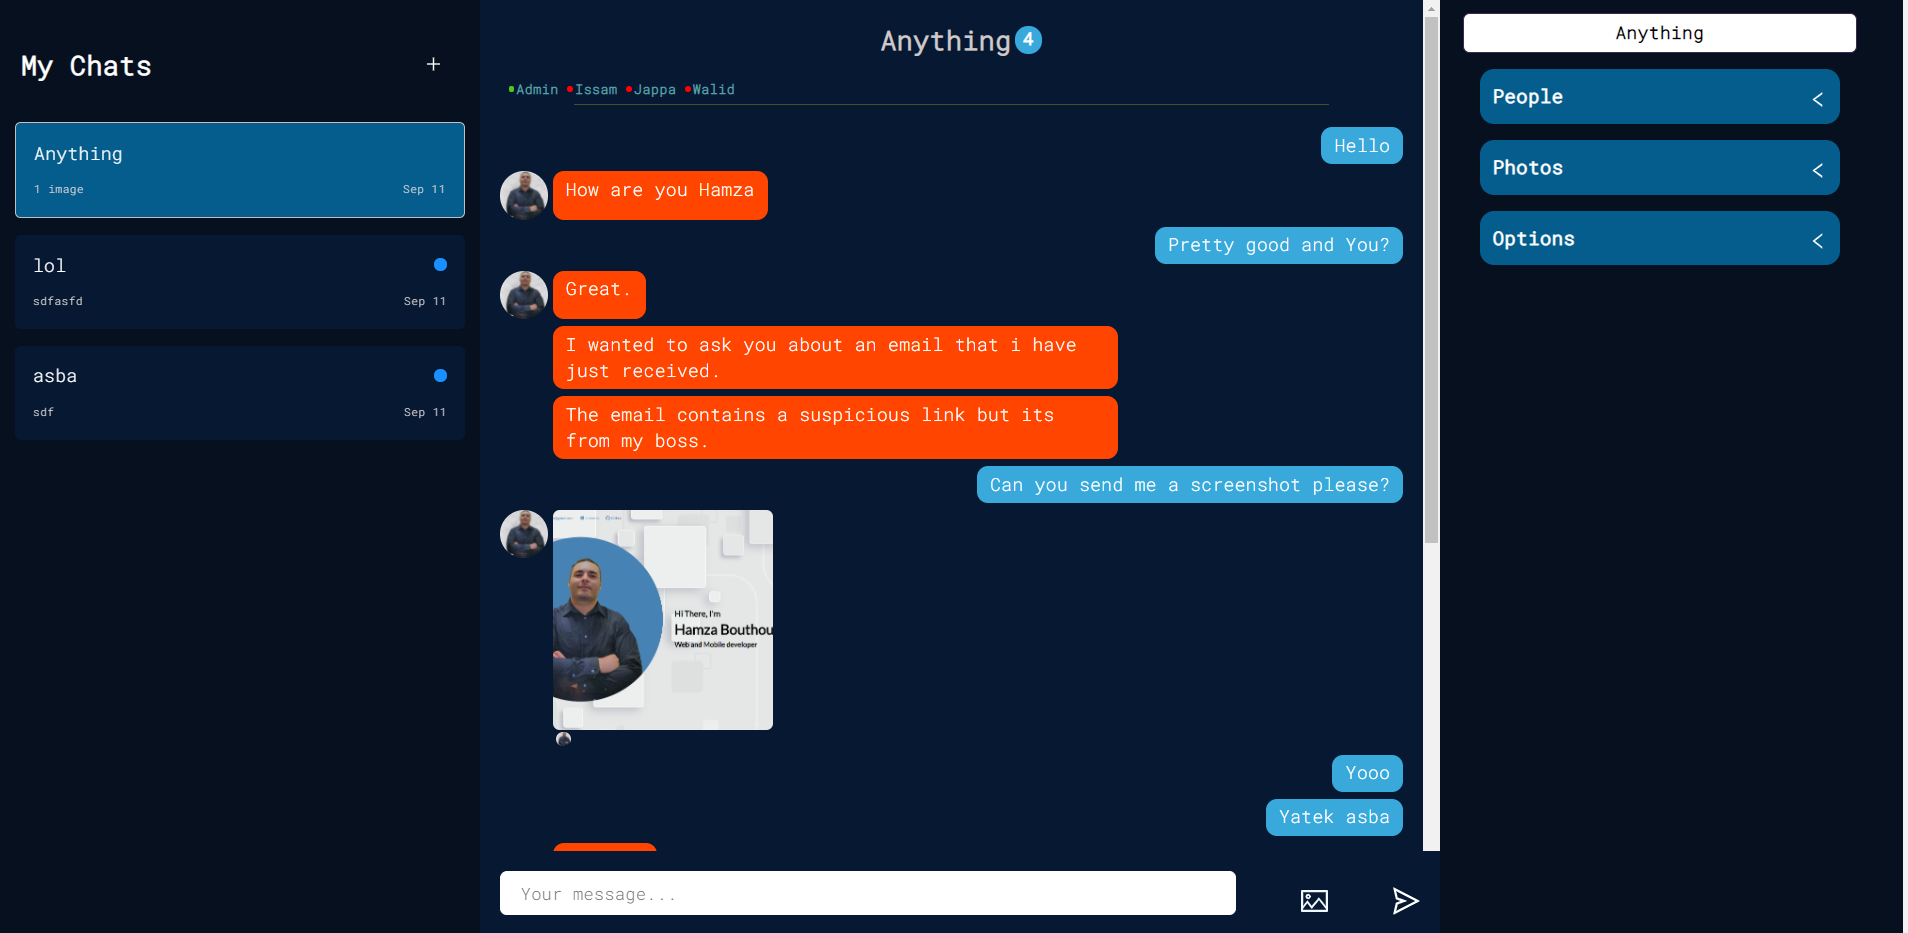 My Chats
+
Anything
1 image
Sep 11
lol
sdfasfd
Sep 11
asba
sdf
Sep 11
Anything 4
Admin Issam Jappa Walid
Hello
How are you Hamza
Pretty good and You?
Great.
I wanted to ask you about an email that i have
just received.
The email contains a suspicious link but its
from my boss.
Can you send me a screenshot please?
Hi There, I'm
Hamza Bouthou
Web and Mobile developer
Yooo
Yatek asba
Your message...
Anything
People
Photos
Options